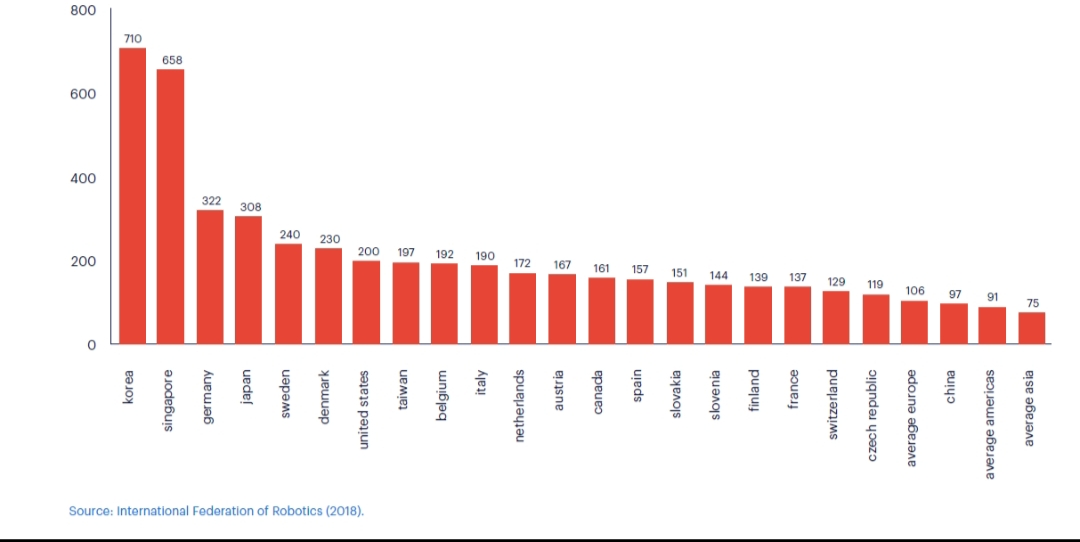 800
600
400
200
0
710
658
322
308
240
230
200
197
192
190
172
167
161
157
151
144
139
137
129
119
106
97
91
75
korea
singapore
germany
japan
sweden
denmark
united states
taiwan
belgium
italy
netherlands
austria
canada
spain
slovakia
slovenia
finland
france
switzerland
czech republic
average europe
china
average americas
average asia
Source: International Federation of Robotics (2018).